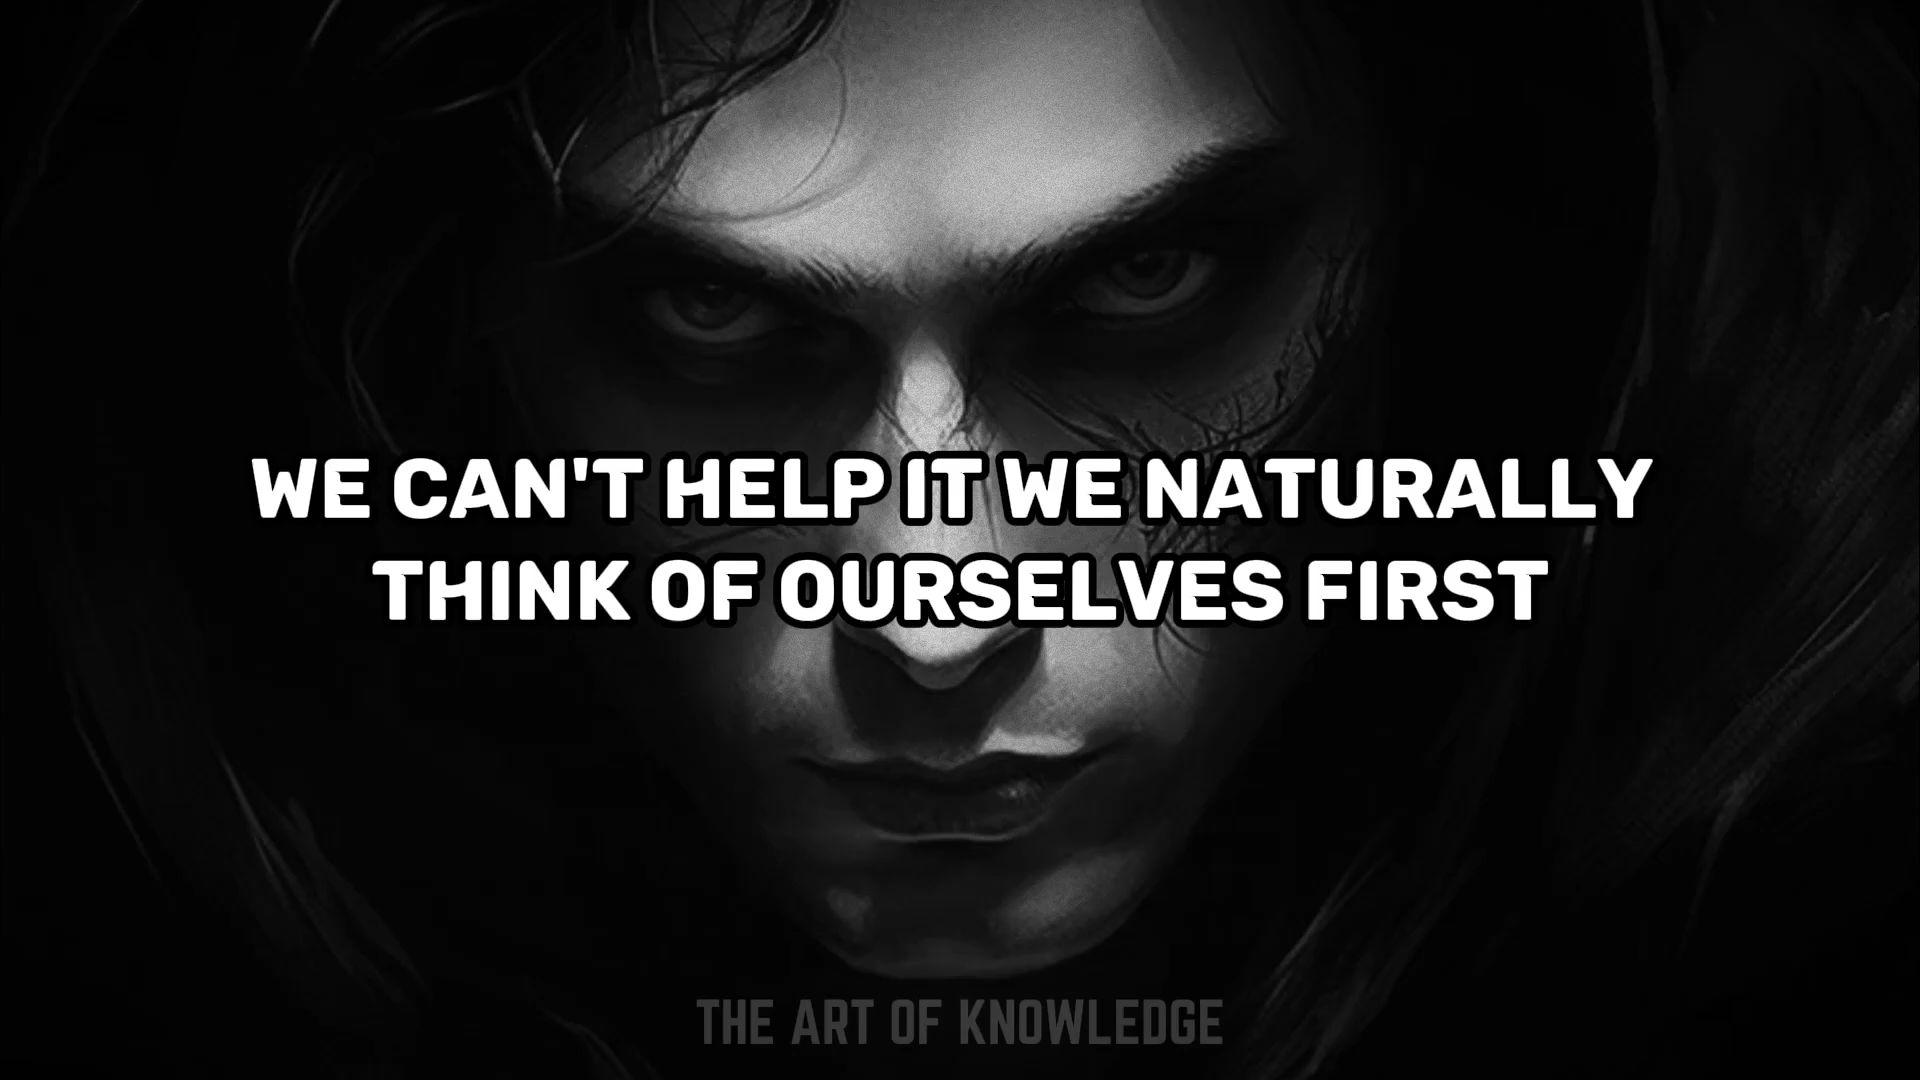 WE CAN'T HELP IT WE NATURALLY
THINK OF OURSELVES FIRST
THE ART OF KNOWLEDGE